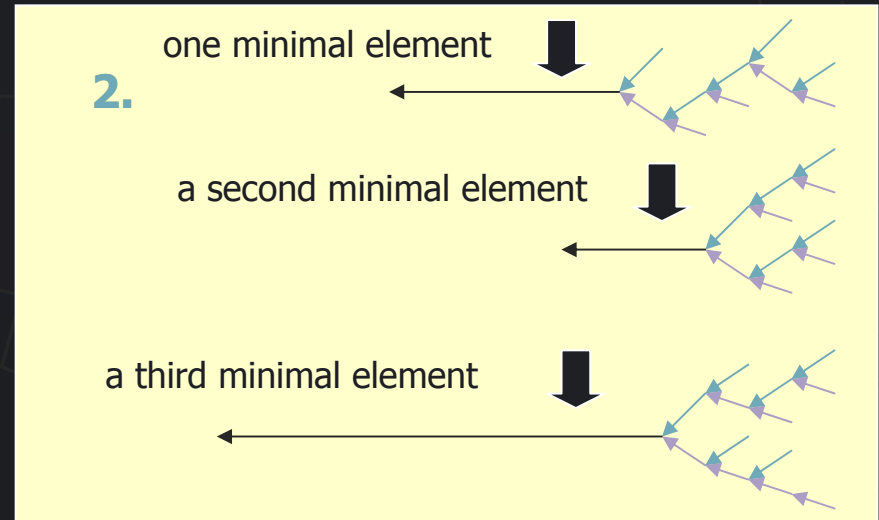 one minimal element
2.
a second minimal element
a third minimal element